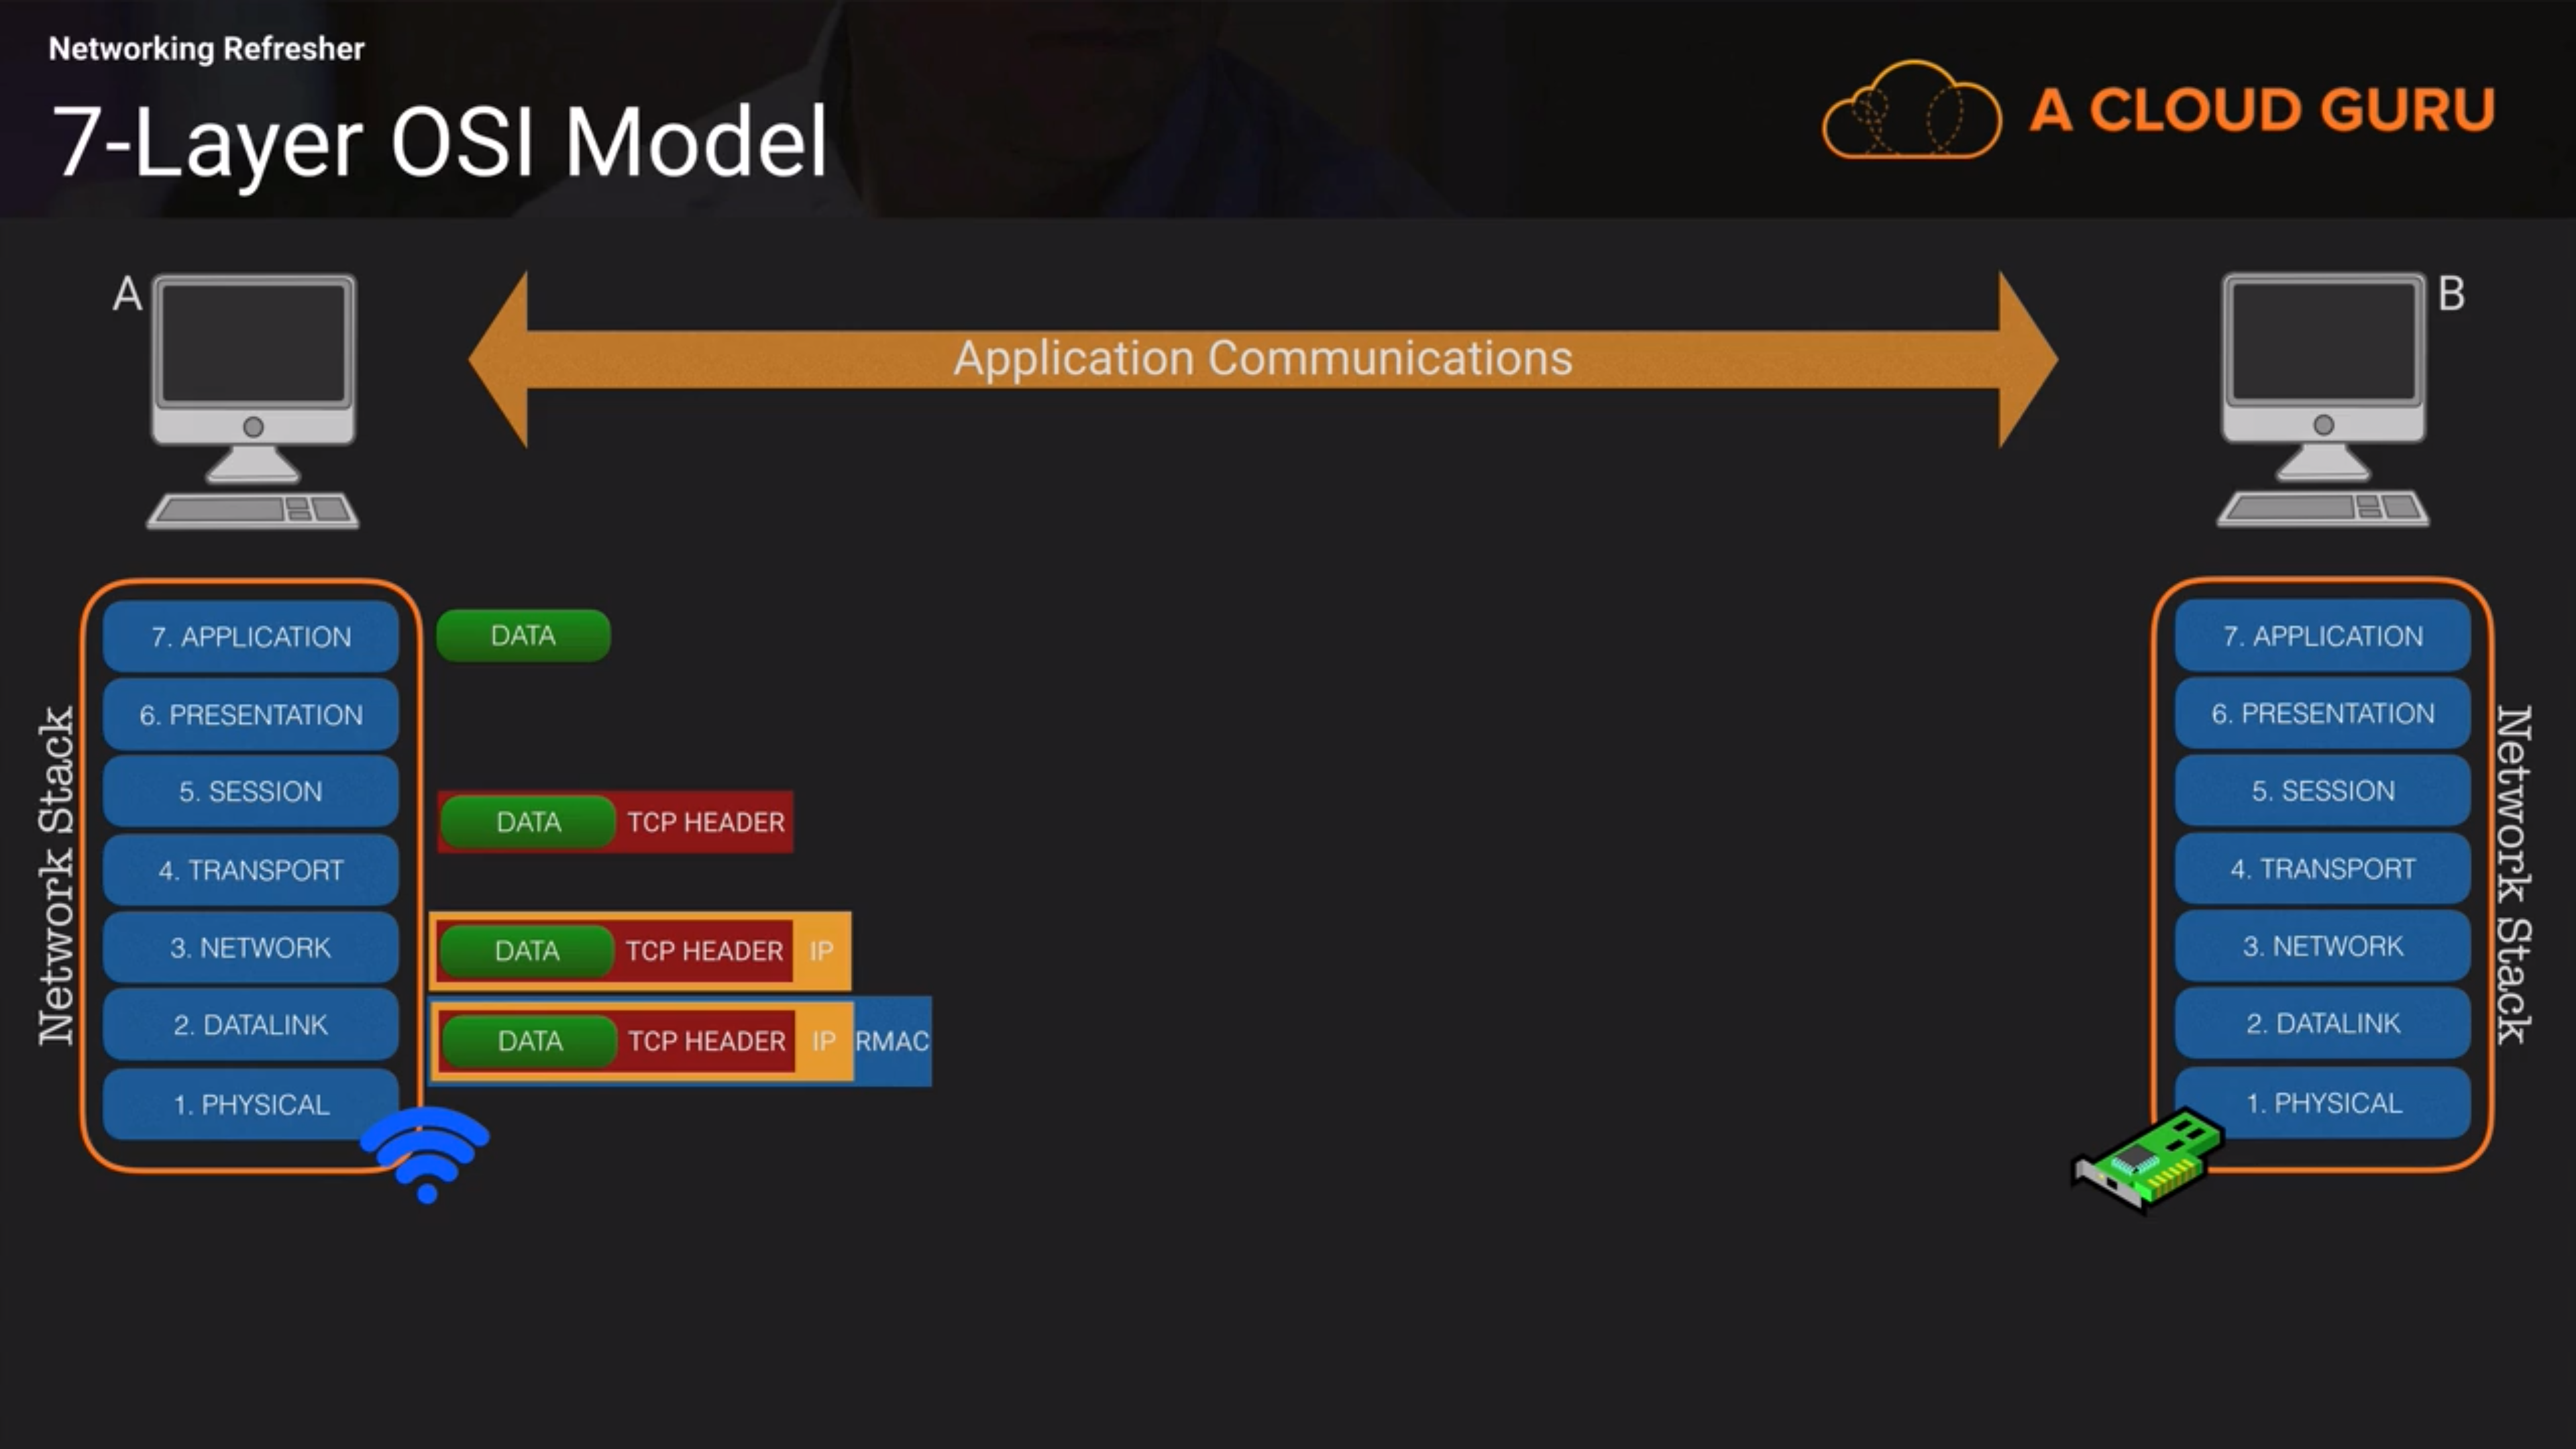 Networking Refresher
7-Layer OSI Model
A CLOUD GURU
A
Application Communications
B
Network Stack
7. APPLICATION
DATA
6. PRESENTATION
5. SESSION
DATA TCP HEADER
4. TRANSPORT
3. NETWORK
DATA TCP HEADER IP
2. DATALINK
DATA TCP HEADER IP RMAC
1. PHYSICAL
7. APPLICATION
6. PRESENTATION
5. SESSION
4. TRANSPORT
3. NETWORK
2. DATALINK
1. PHYSICAL
Network Stack